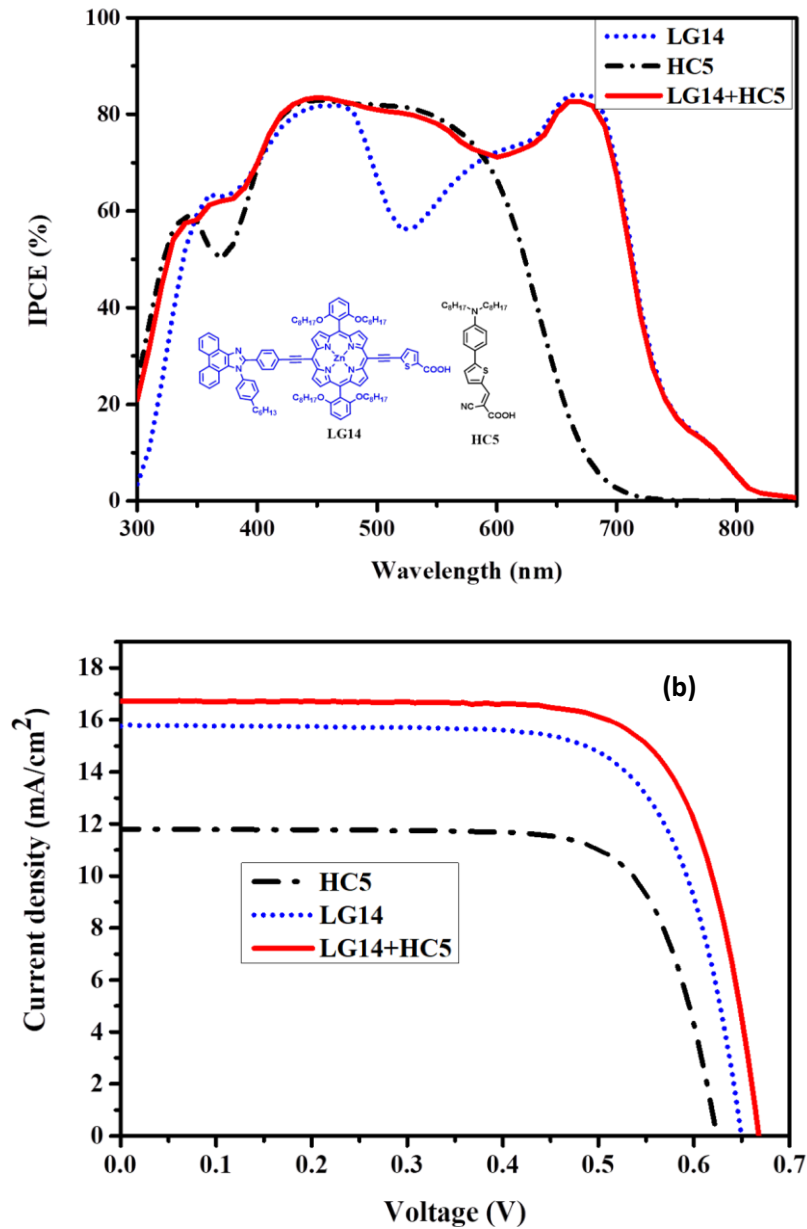 100
80
60
40
20
0
IPCE (%)
LG14
HC5
LG14+HC5
C₈H₁₇O
OC₈H₁₇
N
N
N
N
N
N
Zn
S
COOH
C₆H₁₃
C₈H₁₇O
OC₈H₁₇
LG14
C₈H₁₇
N
C₈H₁₇
S
NC
COOH
HC5
300
400
500
600
700
800
Wavelength (nm)
18
16
14
12
10
8
6
4
2
0
Current density (mA/cm²)
(b)
HC5
LG14
LG14+HC5
0.0
0.1
0.2
0.3
0.4
0.5
0.6
0.7
Voltage (V)